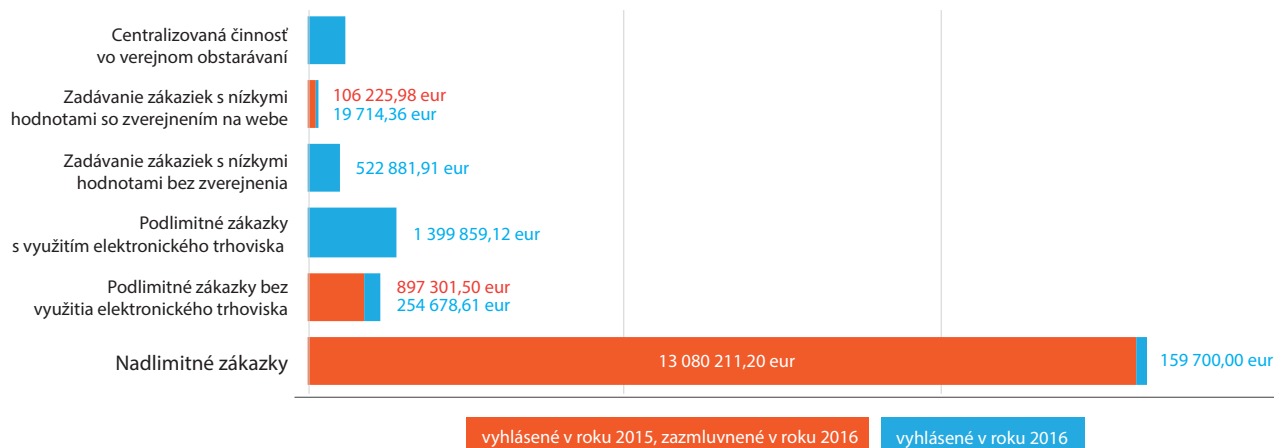 Centralizovaná činnosť
vo verejnom obstarávaní
Zadávanie zákaziek s nízkymi
hodnotami so zverejnením na webe
106 225,98 eur
19 714,36 eur
Zadávanie zákaziek s nízkymi
hodnotami bez zverejnenia
522 881,91 eur
Podlimitné zákazky
s využitím elektronického trhoviska
1 399 859,12 eur
Podlimitné zákazky bez
využitia elektronického trhoviska
897 301,50 eur
254 678,61 eur
Nadlimitné zákazky
13 080 211,20 eur
159 700,00 eur
vyhlásené v roku 2015, zazmluvnené v roku 2016
vyhlásené v roku 2016